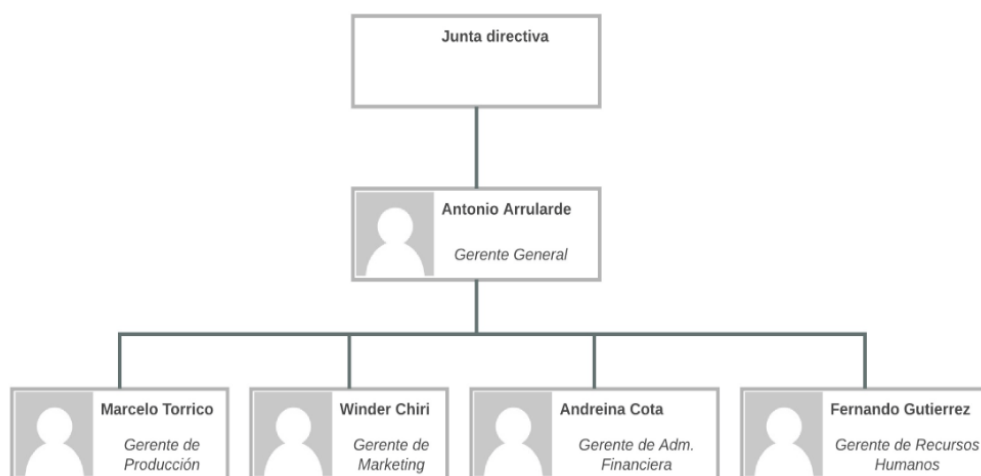 Junta directiva
Antonio Arrularde
Gerente General
Marcelo Torrico
Gerente de
Producción
Winder Chiri
Gerente de
Marketing
Andreina Cota
Gerente de Adm.
Financiera
Fernando Gutierrez
Gerente de Recursos
Humanos